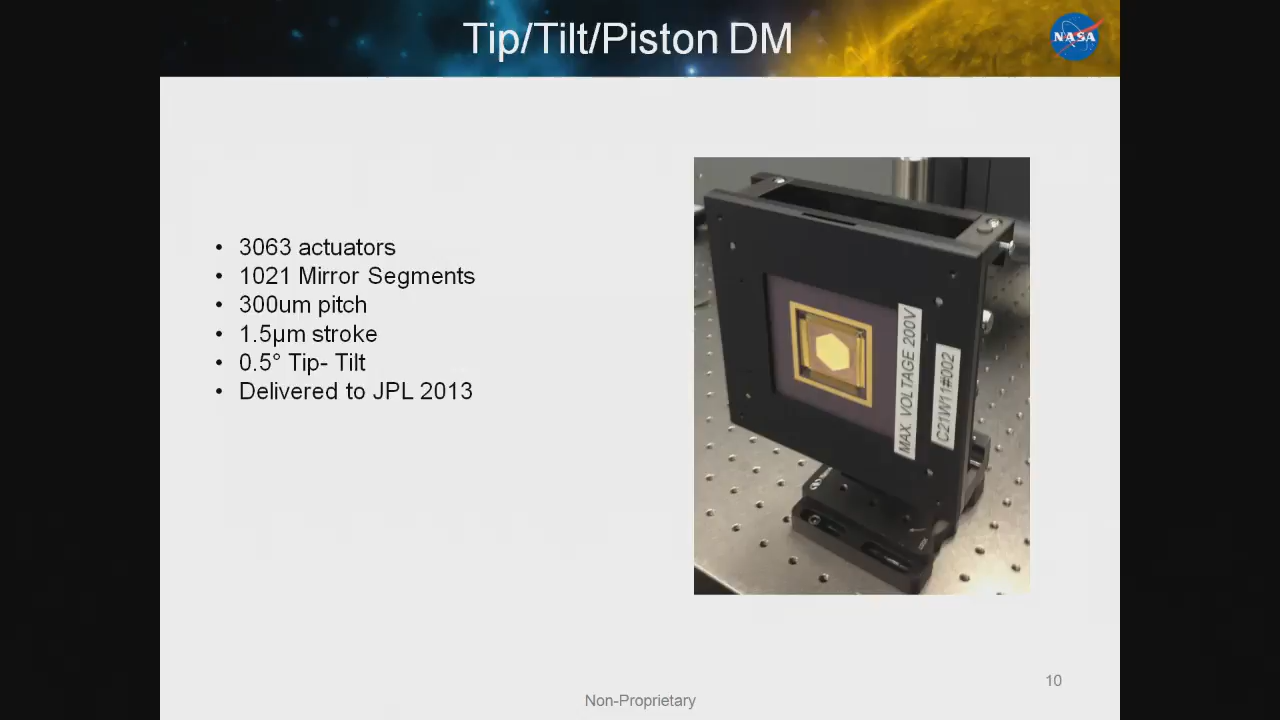 Tip/Tilt/Piston DM
NASA
• 3063 actuators
• 1021 Mirror Segments
• 300um pitch
• 1.5µm stroke
• 0.5° Tip- Tilt
• Delivered to JPL 2013
MAX. VOLTAGE 200V
C21W11#002
10
Non-Proprietary